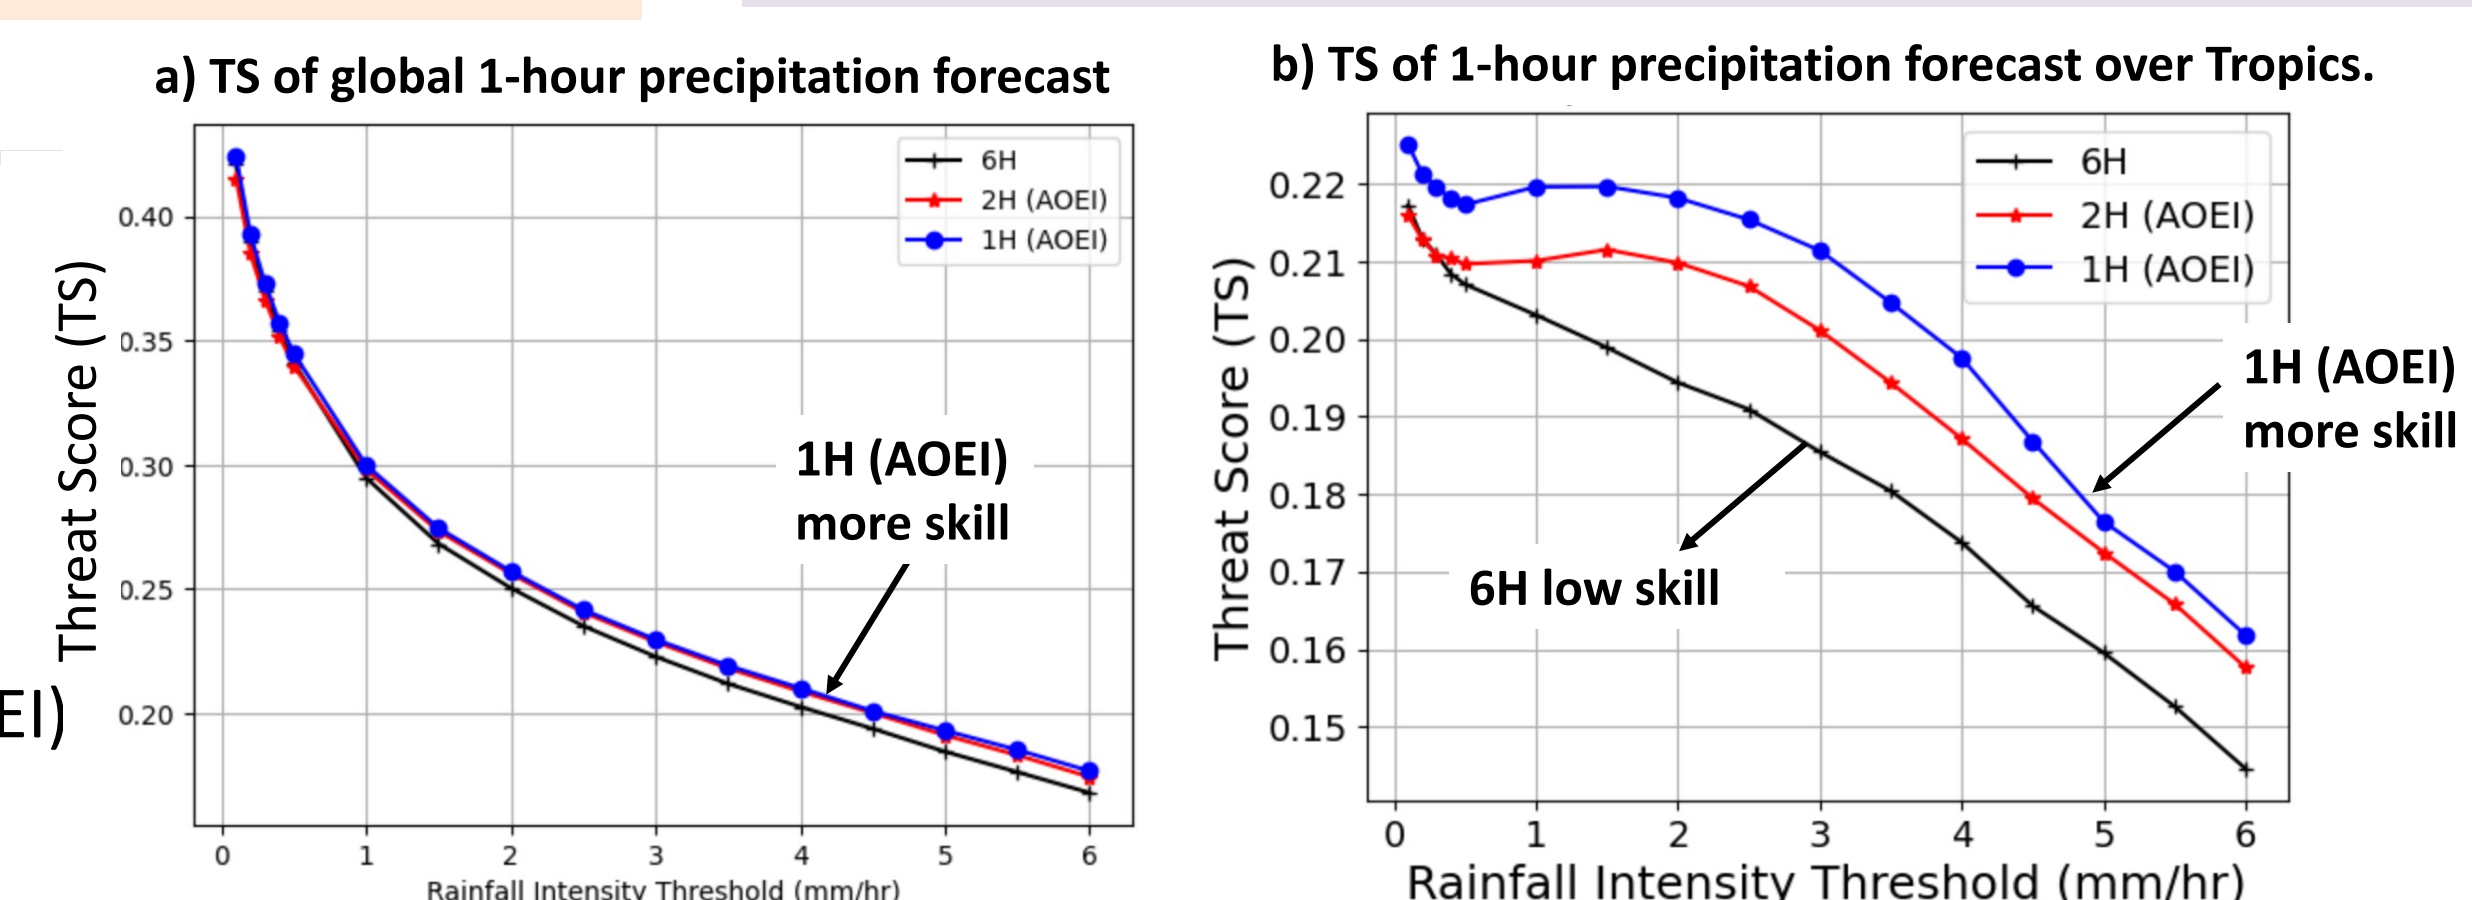 a) TS of global 1-hour precipitation forecast
Threat Score (TS)
0.40
0.35
0.30
0.25
0.20
0
1
2
3
4
5
6
Rainfall Intensity Threshold (mm/hr)
6H
2H (AOEI)
1H (AOEI)
1H (AOEI)
more skill
EI)
b) TS of 1-hour precipitation forecast over Tropics.
Threat Score (TS)
0.22
0.21
0.20
0.19
0.18
0.17
0.16
0.15
0
1
2
3
4
5
6
Rainfall Intensity Threshold (mm/hr)
6H
2H (AOEI)
1H (AOEI)
1H (AOEI)
more skill
6H low skill